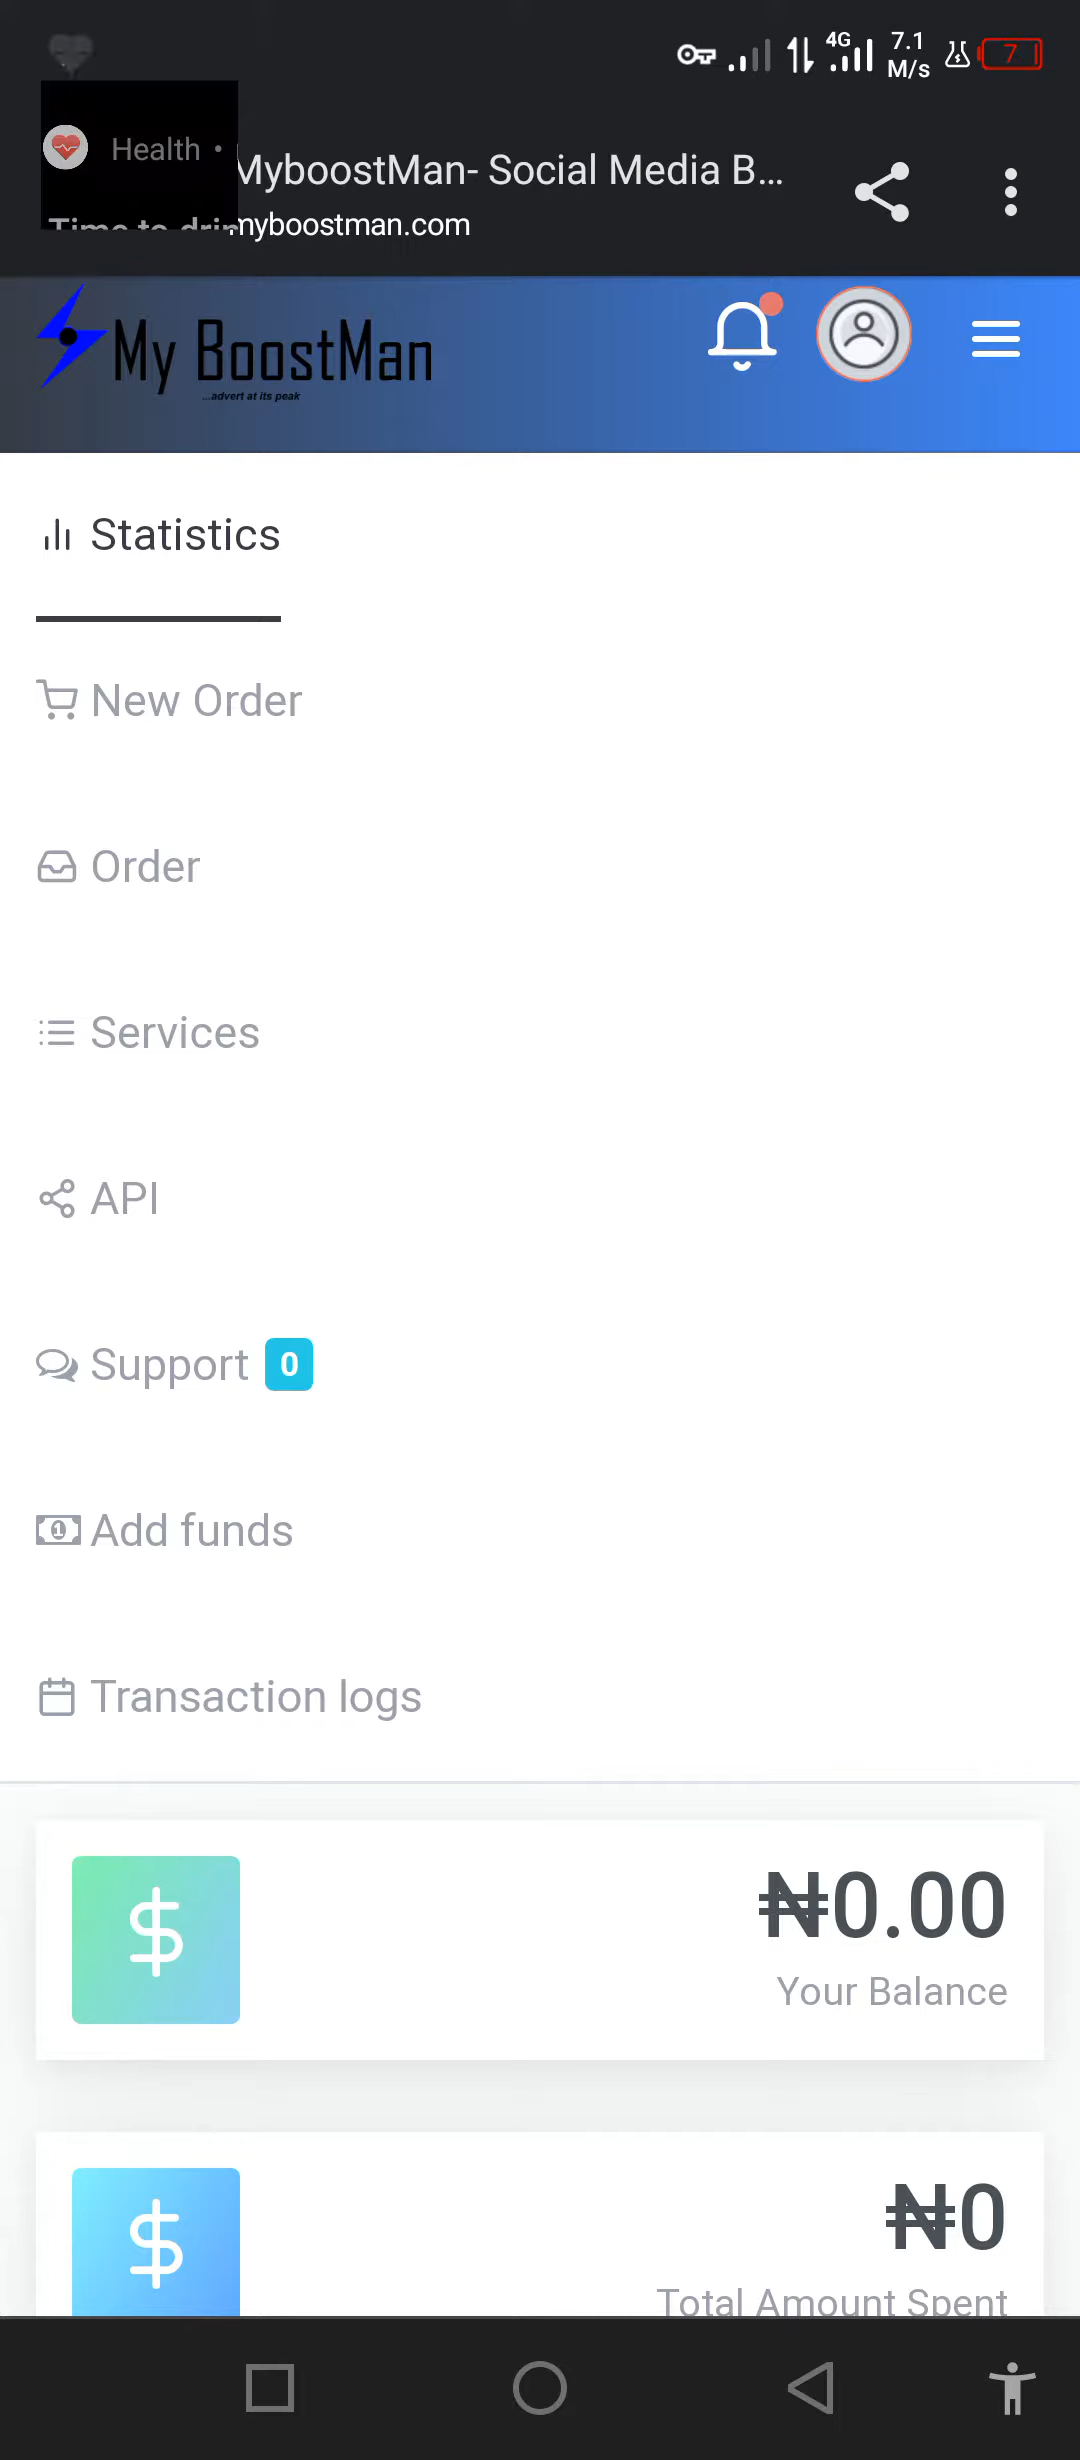 4G
7.1
M/s
7
Health •
MyboostMan- Social Media B...
myboostman.com
My BoostMan
...advert at its peak
Statistics
New Order
Order
Services
API
Support 0
Add funds
Transaction logs
$
₦0.00
Your Balance
$
₦0
Total Amount Spent